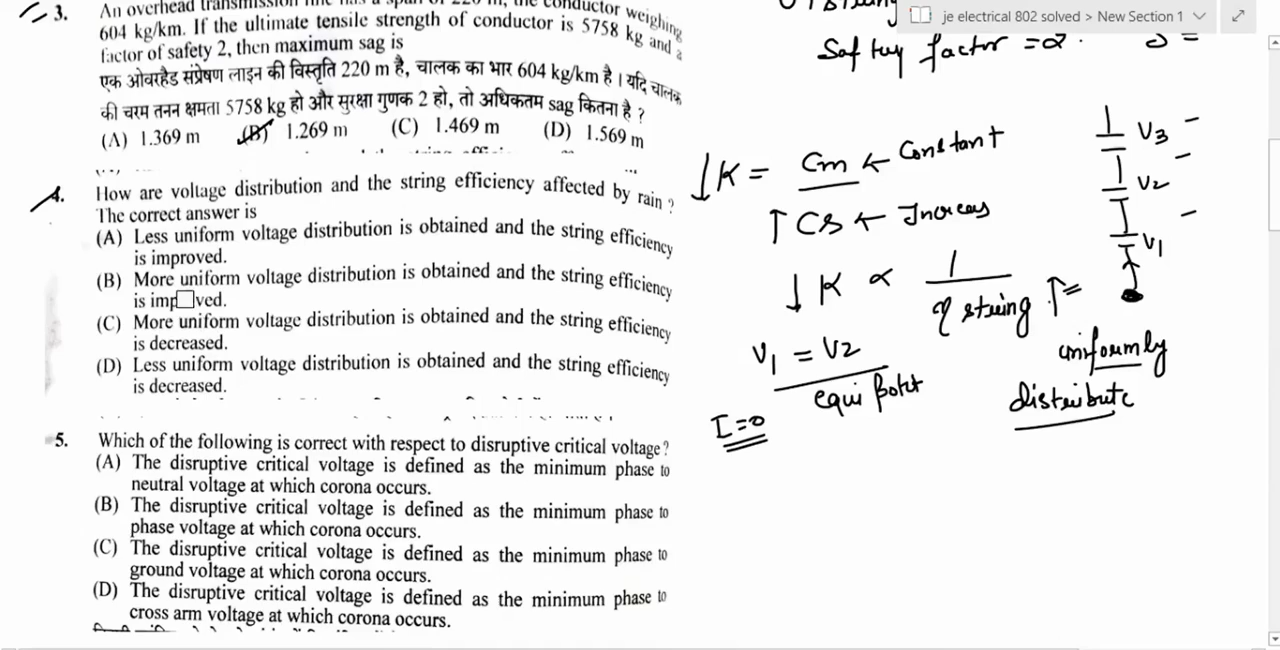 3. An overhead transmission line has a span of 220 m, the conductor weighing
604 kg/km. If the ultimate tensile strength of conductor is 5758 kg and a
factor of safety 2, then maximum sag is
एक ओवरहैड संप्रेषण लाइन की विस्तृति 220 m है, चालक का भार 604 kg/km है । यदि चालक
की चरम तनन क्षमता 5758 kg हो और सुरक्षा गुणक 2 हो, तो अधिकतम sag कितना है ?
(A) 1.369 m (B) 1.269 m (C) 1.469 m (D) 1.569 m
4. How are voltage distribution and the string efficiency affected by rain ?
The correct answer is
(A) Less uniform voltage distribution is obtained and the string efficiency
is improved.
(B) More uniform voltage distribution is obtained and the string efficiency
is improved.
(C) More uniform voltage distribution is obtained and the string efficiency
is decreased.
(D) Less uniform voltage distribution is obtained and the string efficiency
is decreased.
5. Which of the following is correct with respect to disruptive critical voltage?
(A) The disruptive critical voltage is defined as the minimum phase to
neutral voltage at which corona occurs.
(B) The disruptive critical voltage is defined as the minimum phase to
phase voltage at which corona occurs.
(C) The disruptive critical voltage is defined as the minimum phase to
ground voltage at which corona occurs.
(D) The disruptive critical voltage is defined as the minimum phase to
cross arm voltage at which corona occurs.
je electrical 802 solved > New Section 1
Saftey factor = 2.
↓ K = Cm ← Constant
↑ CS ← Increas
↓ K ∝ 1
η string ↑=
V3
V2
V1
V1 = V2
equi Potet
I=0
uniformly
distribute